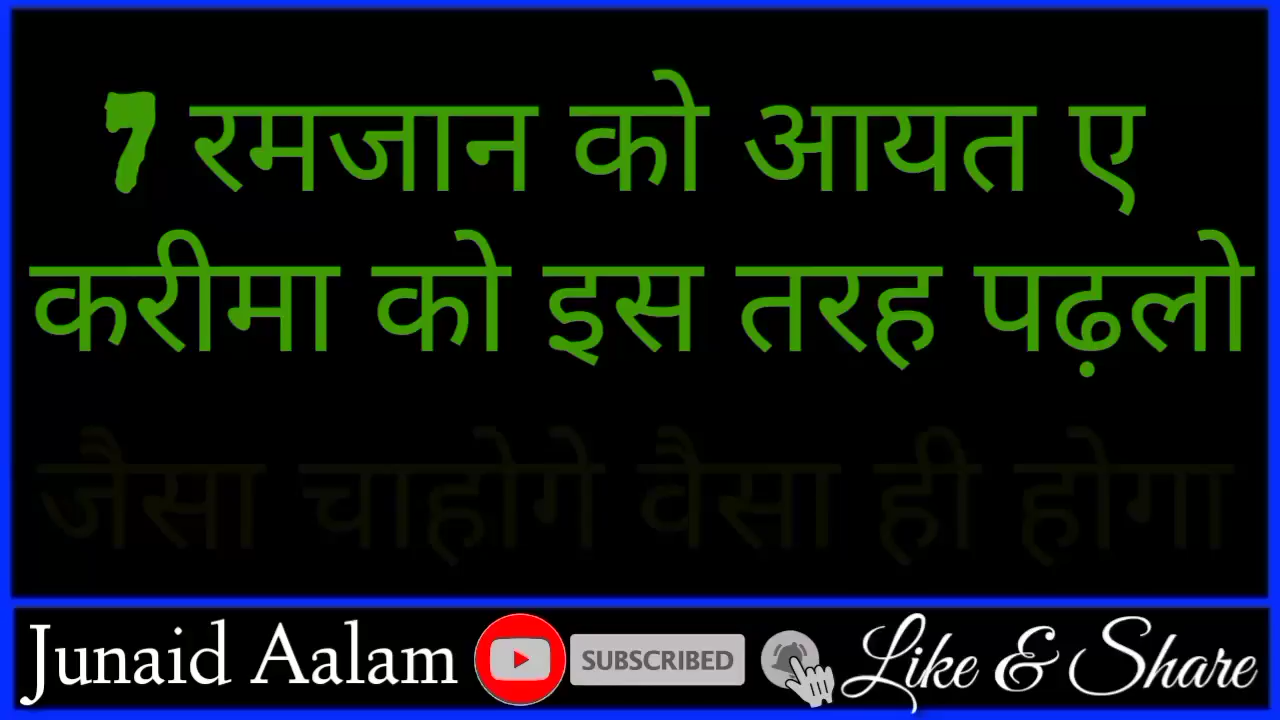 7 रमजान को आयत ए
करीमा को इस तरह पढ़लो
जैसा चाहोगे वैसा ही होगा
Junaid Aalam SUBSCRIBED Like & Share